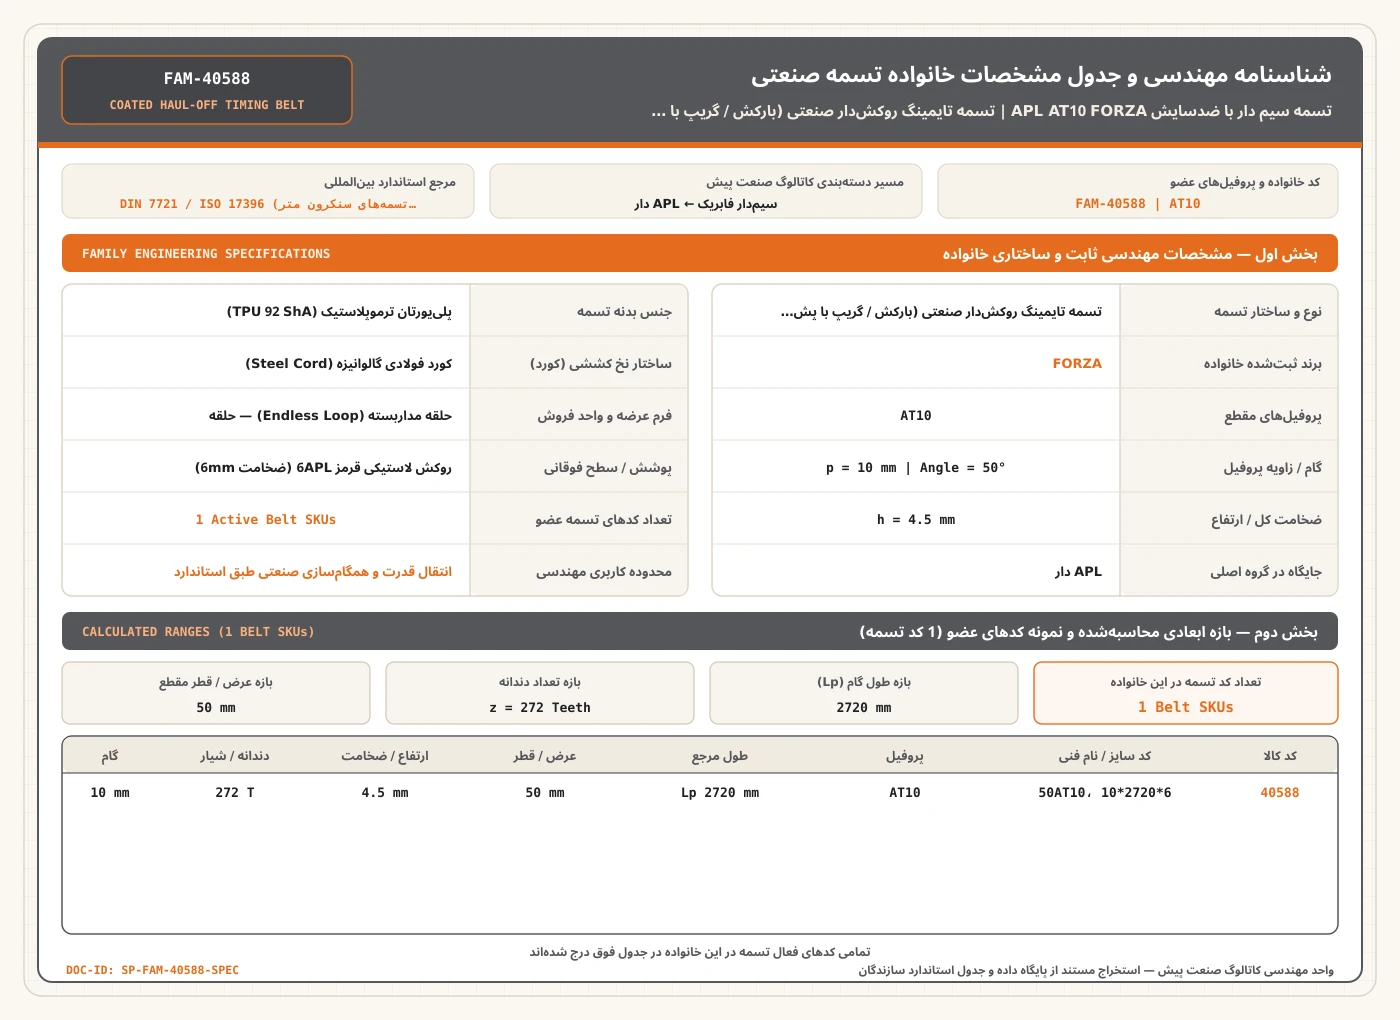 شناسنامه مهندسی و جدول مشخصات خانواده تسمه صنعتی
تسمه سیم دار با ضدسایش APL AT10 FORZA | تسمه تایمینگ روکش‌دار صنعتی (بارکش / گریپ با ...
FAM-40588
COATED HAUL-OFF TIMING BELT
کد خانواده و پروفیل‌های عضو
FAM-40588 | AT10
مسیر دسته‌بندی کاتالوگ صنعت پیش
سیم‌دار فابریک ← APL دار
مرجع استاندارد بین‌المللی
DIN 7721 / ISO 17396 (تسمه‌های سنکرون متر…
بخش اول — مشخصات مهندسی ثابت و ساختاری خانواده
FAMILY ENGINEERING SPECIFICATIONS
نوع و ساختار تسمه
تسمه تایمینگ روکش‌دار صنعتی (بارکش / گریپ با پش...
برند ثبت‌شده خانواده
FORZA
پروفیل‌های مقطع
AT10
گام / زاویه پروفیل
p = 10 mm | Angle = 50°
ضخامت کل / ارتفاع
h = 4.5 mm
جایگاه در گروه اصلی
APL دار
جنس بدنه تسمه
پلی‌یورتان ترموپلاستیک (TPU 92 ShA)
ساختار نخ کششی (کورد)
کورد فولادی گالوانیزه (Steel Cord)
فرم عرضه و واحد فروش
حلقه مداربسته (Endless Loop) — حلقه
پوشش / سطح فوقانی
روکش لاستیکی قرمز 6APL (ضخامت 6mm)
تعداد کدهای تسمه عضو
1 Active Belt SKUs
محدوده کاربری مهندسی
انتقال قدرت و همگام‌سازی صنعتی طبق استاندارد
بخش دوم — بازه ابعادی محاسبه‌شده و نمونه کدهای عضو (1 کد تسمه)
CALCULATED RANGES (1 BELT SKUs)
تعداد کد تسمه در این خانواده
1 Belt SKUs
بازه طول گام (Lp)
2720 mm
بازه تعداد دندانه
z = 272 Teeth
بازه عرض / قطر مقطع
50 mm
کد کالا کد سایز / نام فنی پروفیل طول مرجع عرض / قطر ارتفاع / ضخامت دندانه / شیار گام
40588 50AT10، 10*2720*6 AT10 Lp 2720 mm 50 mm 4.5 mm 272 T 10 mm
تمامی کدهای فعال تسمه در این خانواده در جدول فوق درج شده‌اند
واحد مهندسی کاتالوگ صنعت پیش — استخراج مستند از پایگاه داده و جدول استاندارد سازندگان
DOC-ID: SP-FAM-40588-SPEC